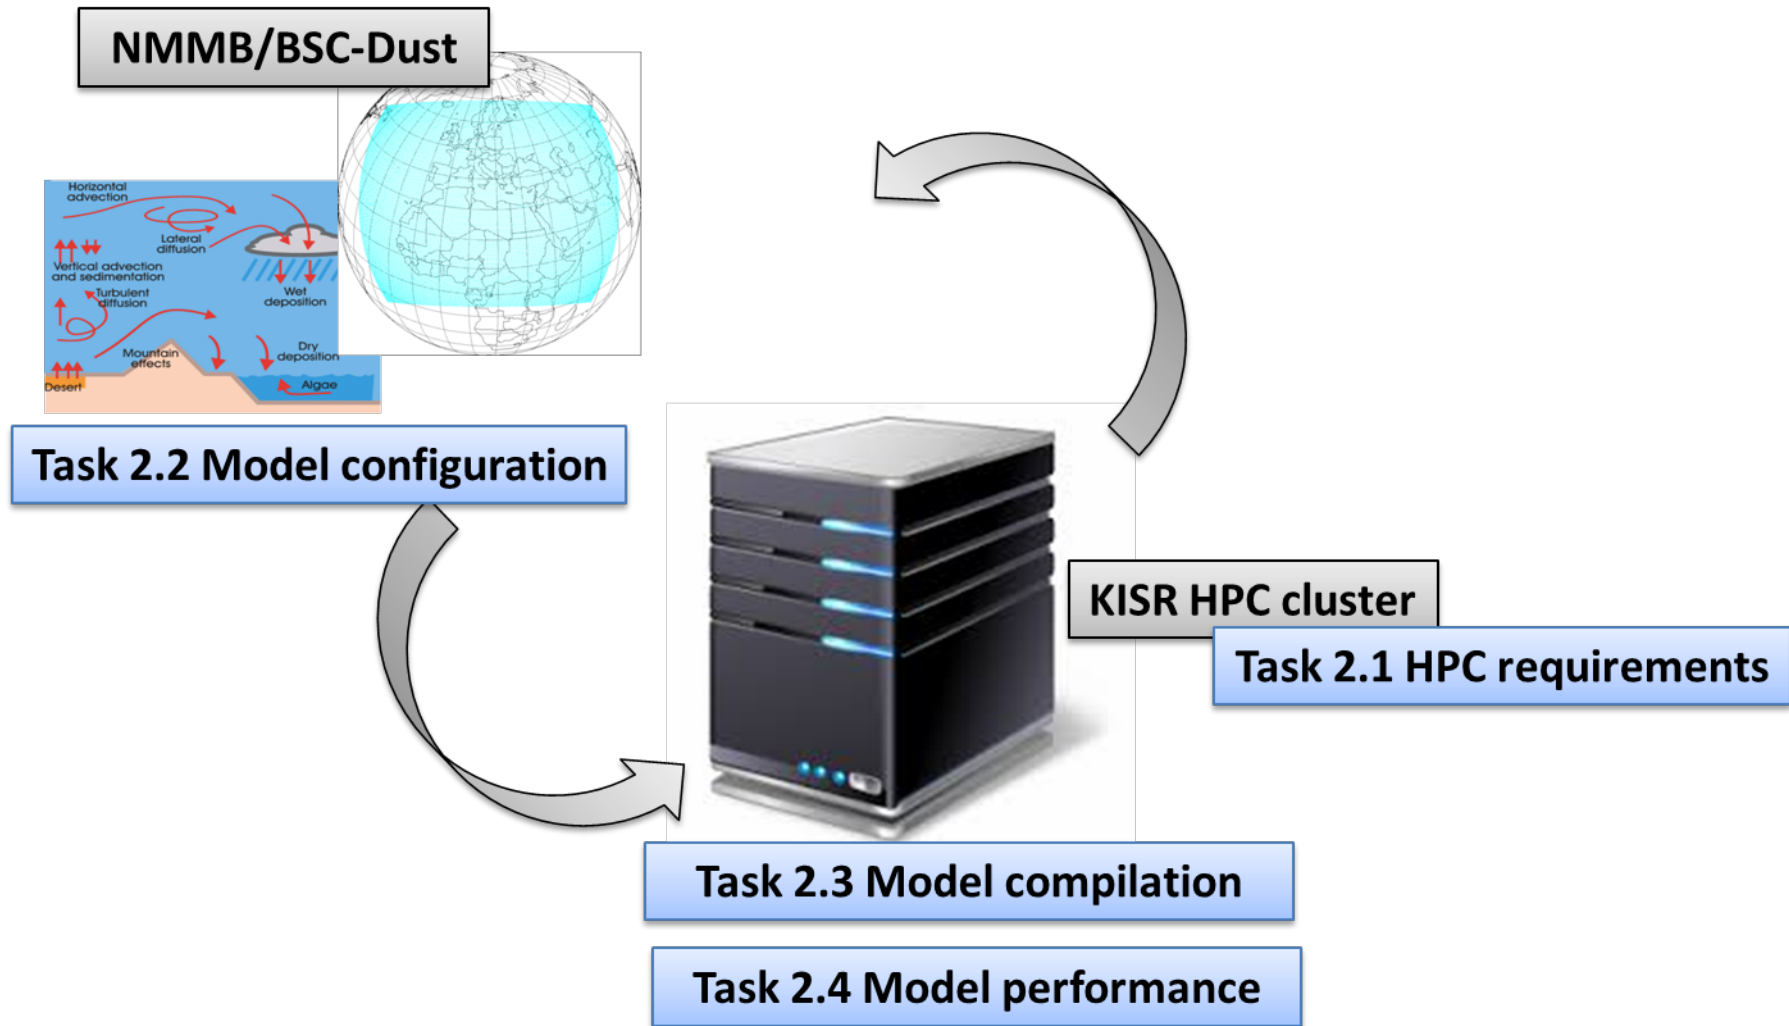 NMMB/BSC-Dust
Horizontal
advection
Lateral
diffusion
Vertical advection
and sedimentation
Turbulent
diffusion
Wet
deposition
Mountain
effects
Dry
deposition
Desert
Algae
Task 2.2 Model configuration
KISR HPC cluster
Task 2.1 HPC requirements
Task 2.3 Model compilation
Task 2.4 Model performance